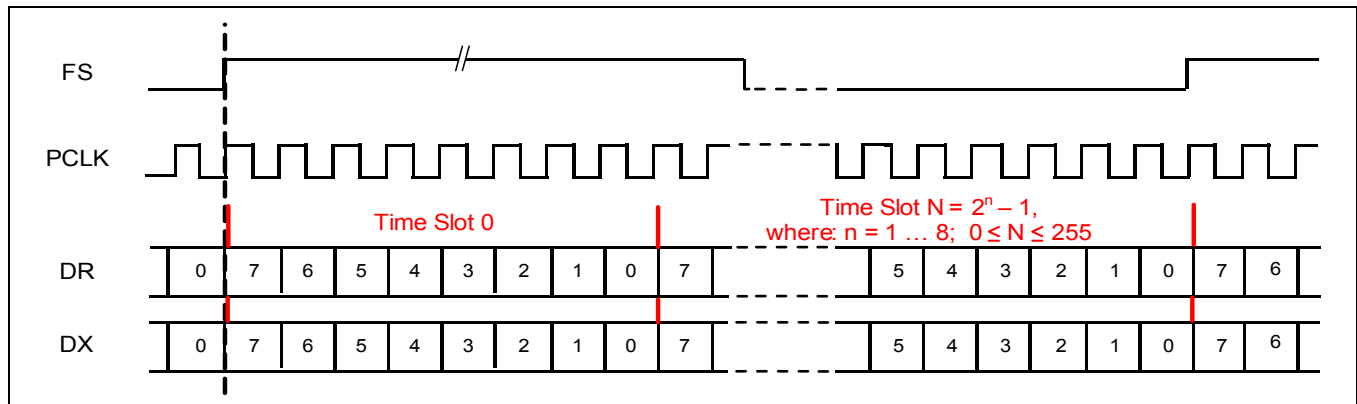 FS
PCLK
Time Slot 0
Time Slot N = 2ⁿ – 1,
where: n = 1 ... 8; 0 ≤ N ≤ 255
DR 0 7 6 5 4 3 2 1 0 7 5 4 3 2 1 0 7 6
DX 0 7 6 5 4 3 2 1 0 7 5 4 3 2 1 0 7 6